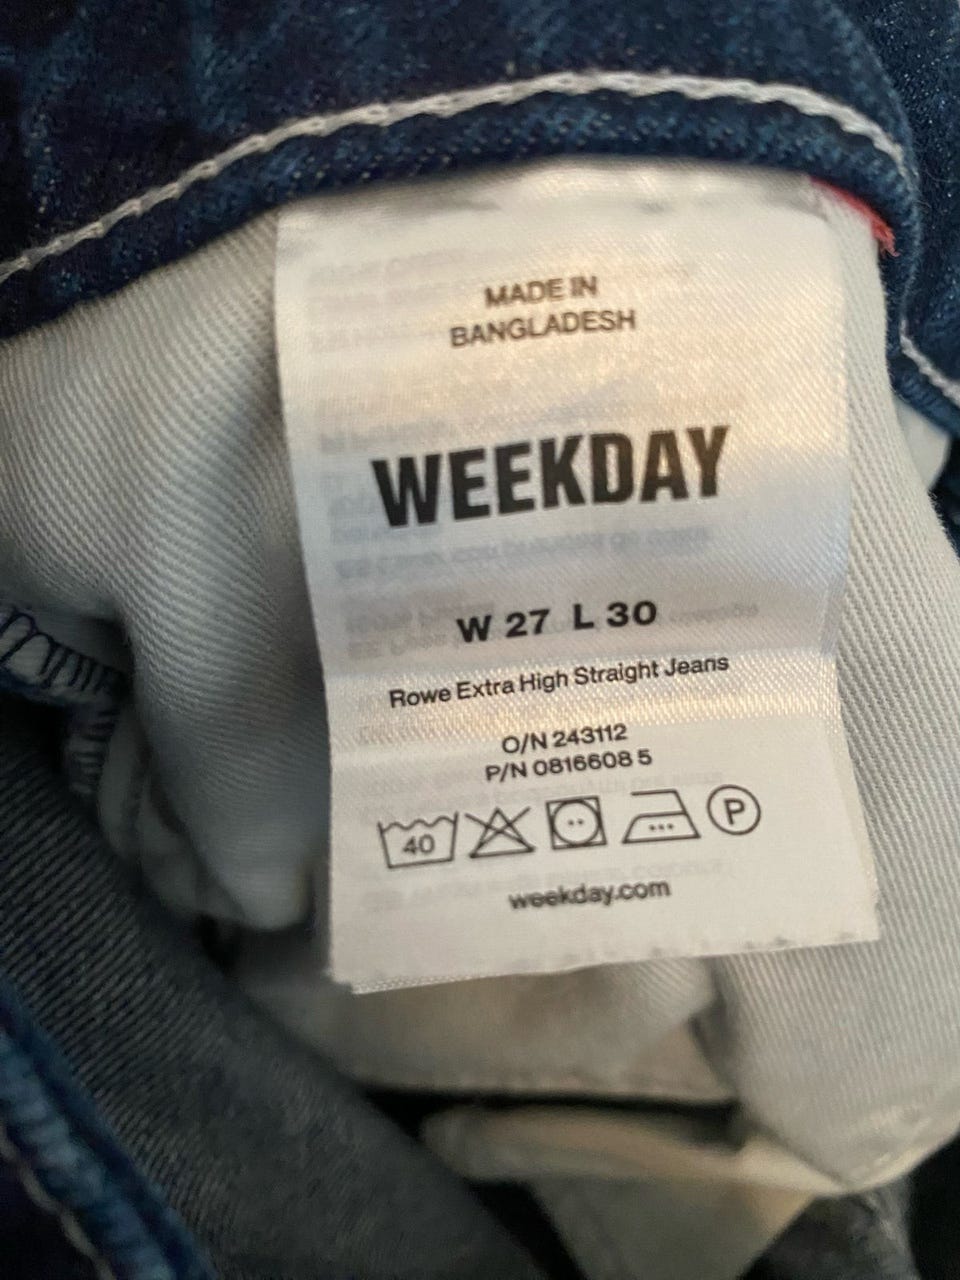 MADE IN
BANGLADESH
WEEKDAY
W 27 L 30
Rowe Extra High Straight Jeans
O/N 243112
P/N 0816608 5
40 P
weekday.com